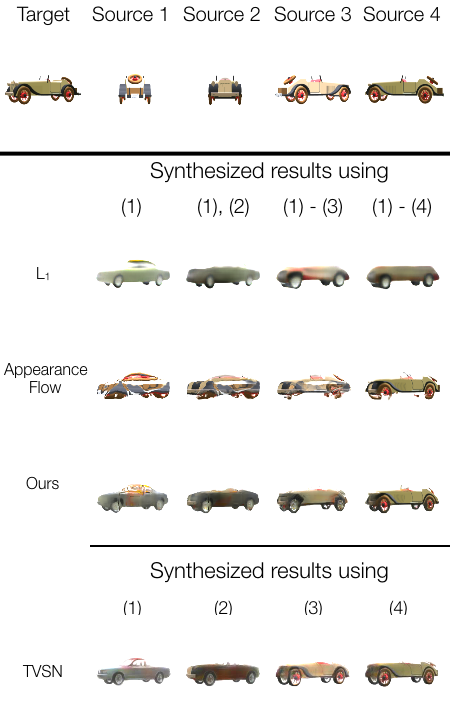 Target Source 1 Source 2 Source 3 Source 4
Synthesized results using
(1) (1), (2) (1) - (3) (1) - (4)
L₁
Appearance
Flow
Ours
Synthesized results using
(1) (2) (3) (4)
TVSN